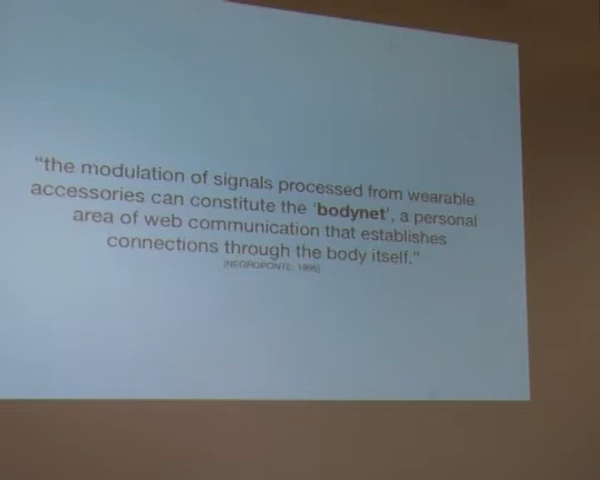 “the modulation of signals processed from wearable
accessories can constitute the ‘bodynet’, a personal
area of web communication that establishes
connections through the body itself.”
[NEGROPONTE, 1995]